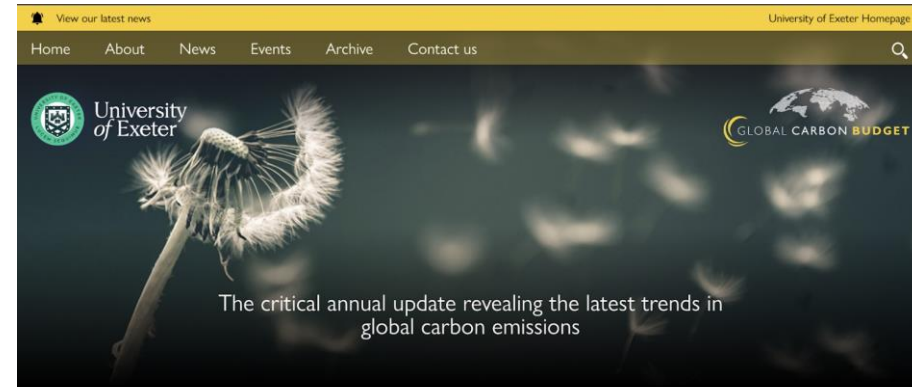 View our latest news
University of Exeter Homepage
Home About News Events Archive Contact us
University
of Exeter
GLOBAL CARBON BUDGET
The critical annual update revealing the latest trends in
global carbon emissions